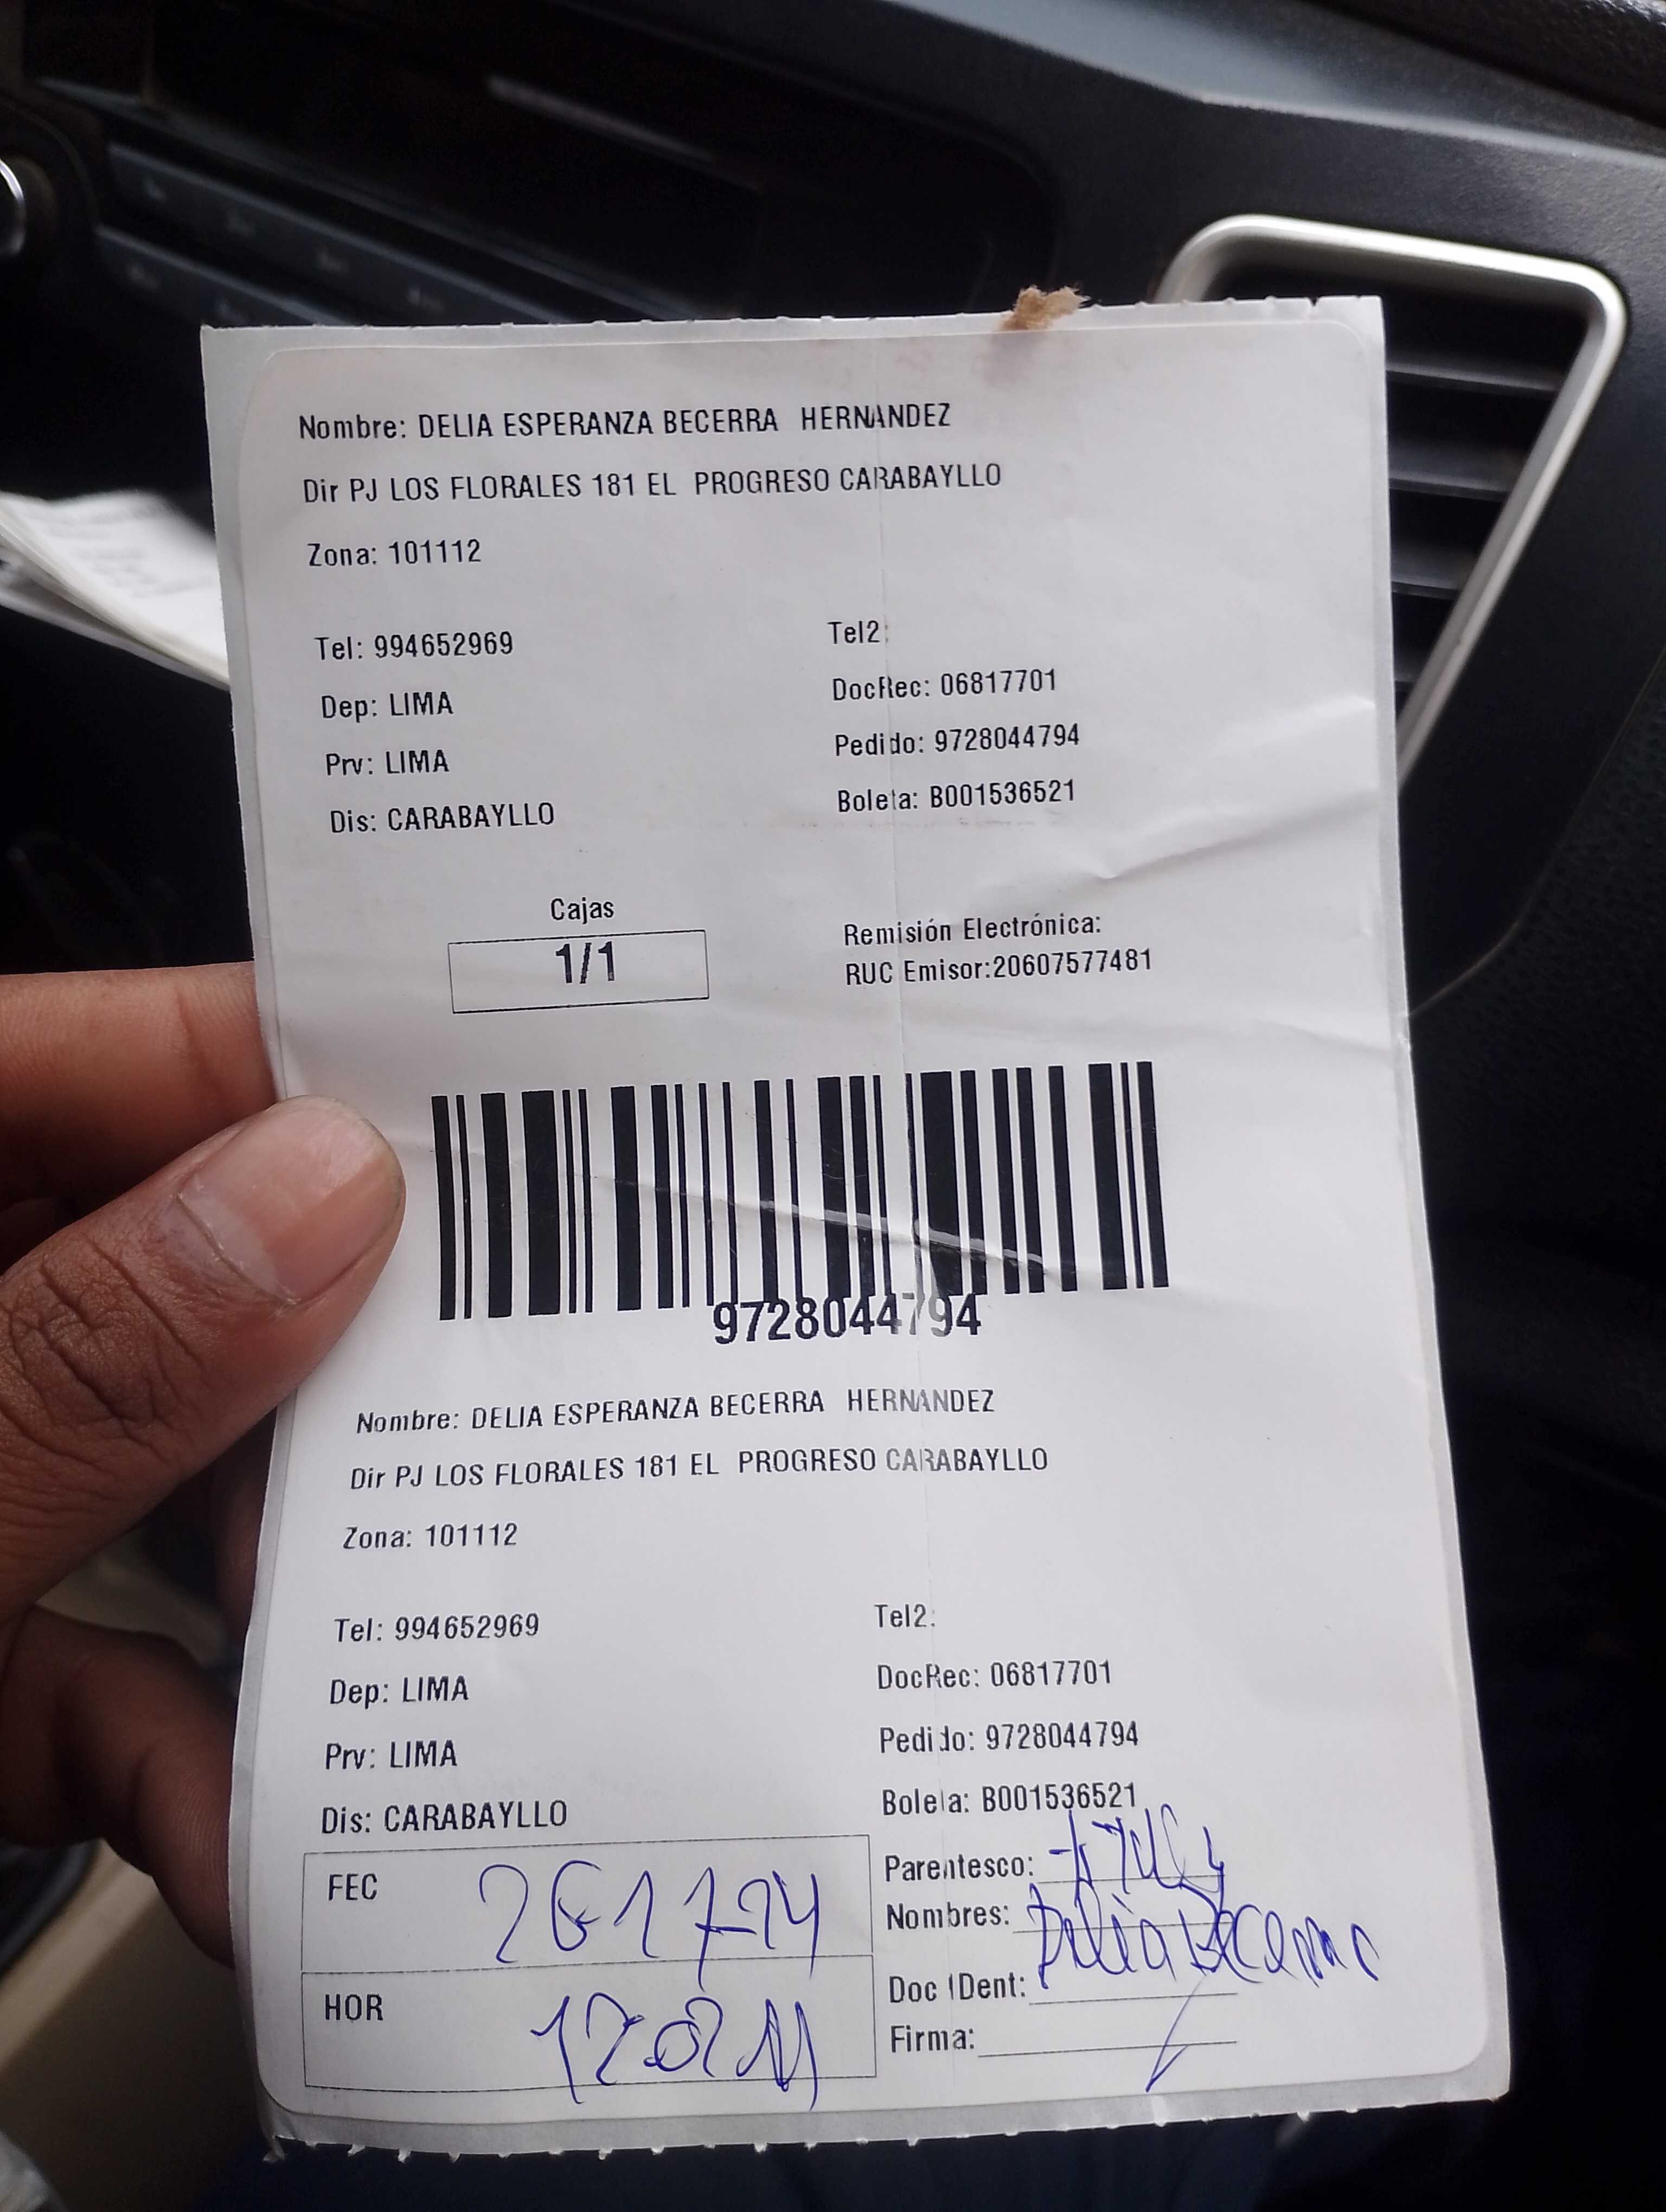 Nombre: DELIA ESPERANZA BECERRA HERNANDEZ
Dir PJ LOS FLORALES 181 EL PROGRESO CARABAYLLO
Zona: 101112
Tel: 994652969 Tel2:
Dep: LIMA DocRec: 06817701
Prv: LIMA Pedido: 9728044794
Dis: CARABAYLLO Boleta: B001536521
Cajas
1/1
Remisión Electrónica:
RUC Emisor:20607577481
9728044794
Nombre: DELIA ESPERANZA BECERRA HERNANDEZ
Dir PJ LOS FLORALES 181 EL PROGRESO CARABAYLLO
Zona: 101112
Tel: 994652969 Tel2:
Dep: LIMA DocRec: 06817701
Prv: LIMA Pedido: 9728044794
Dis: CARABAYLLO Boleta: B001536521
FEC
HOR
Parentesco:
Nombres: Delia Becerra
Doc IDent:
Firma: